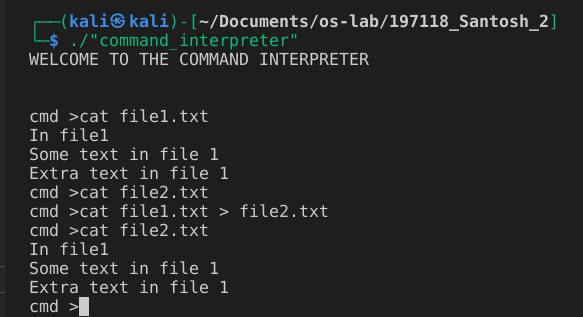 ┌──(kali㉿kali)-[~/Documents/os-lab/197118_Santosh_2]
└─$ ./"command_interpreter"
WELCOME TO THE COMMAND INTERPRETER
cmd >cat file1.txt
In file1
Some text in file 1
Extra text in file 1
cmd >cat file2.txt
cmd >cat file1.txt > file2.txt
cmd >cat file2.txt
In file1
Some text in file 1
Extra text in file 1
cmd >